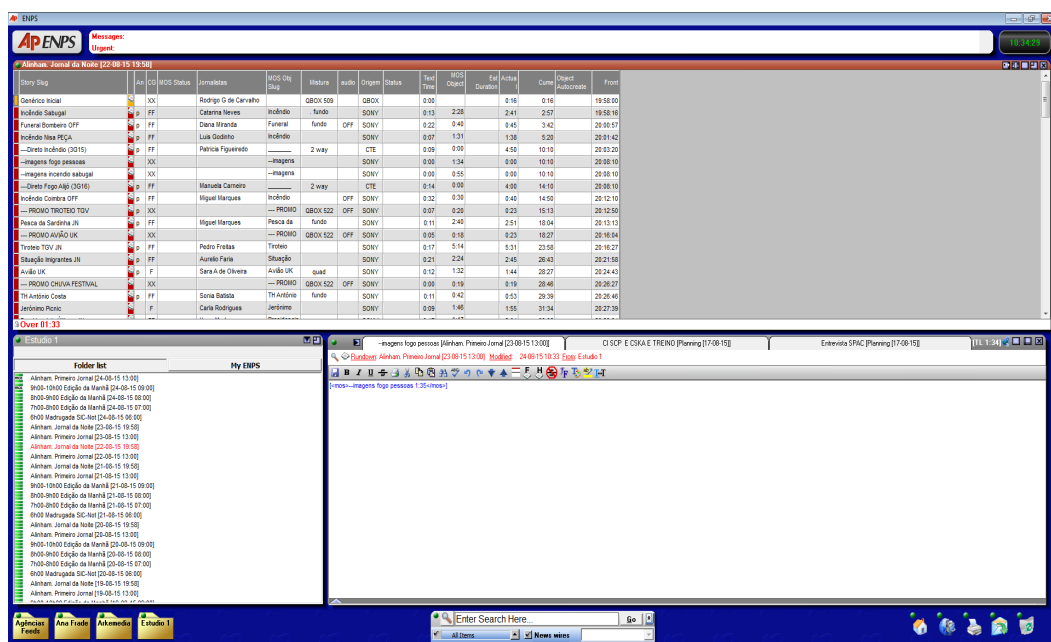 AP ENPS
AP ENPS
Messages:
Urgent:
10:34:29
Alinham. Jornal da Noite [22-08-15 19:58]
Story Slug An CG MOS Status Jornalistas MOS Obj Slug Mistura audio Origem Status Text Time MOS Object Est Duration Actual Cume Object Autocreate Front
Genérico Inicial XX Rodrigo G de Carvalho QBOX 509 QBOX 0:00 0:16 0:16 19:58:00
Incêndio Sabugal p FF Catarina Neves Incêndio . fundo SONY 0:13 2:28 2:41 2:57 19:58:16
Funeral Bombeiro OFF p FF Diana Miranda Funeral fundo OFF SONY 0:22 0:40 0:45 3:42 20:00:57
Incêndio Nisa PEÇA p FF Luis Godinho Incêndio SONY 0:07 1:31 1:38 5:20 20:01:42
---Direto Incêndio (3G15) p FF Patricia Figueiredo ______ 2 way CTE 0:09 0:00 4:50 10:10 20:03:20
--imagens fogo pessoas XX --imagens SONY 0:00 1:34 0:00 10:10 20:08:10
--imagens incendio sabugal XX --imagens SONY 0:00 0:55 0:00 10:10 20:08:10
---Direto Fogo Alijó (3G16) p FF Manuela Carneiro ______ 2 way CTE 0:14 0:00 4:00 14:10 20:08:10
Incêndio Coimbra OFF p FF Miguel Marques Incêndio OFF SONY 0:32 0:30 0:40 14:50 20:12:10
--- PROMO TIROTEIO TGV p XX --- PROMO QBOX 522 OFF SONY 0:07 0:20 0:23 15:13 20:12:50
Pesca da Sardinha JN p FF Miguel Marques Pesca da fundo SONY 0:11 2:40 2:51 18:04 20:13:13
--- PROMO AVIÃO UK XX --- PROMO QBOX 522 OFF SONY 0:05 0:18 0:23 18:27 20:16:04
Tiroteio TGV JN p FF Pedro Freitas Tiroteio SONY 0:17 5:14 5:31 23:58 20:16:27
Situação Imigrantes JN p FF Aurelio Faria Situação SONY 0:21 2:24 2:45 26:43 20:21:58
Avião UK p F Sara A de Oliveira Avião UK quad SONY 0:12 1:32 1:44 28:27 20:24:43
--- PROMO CHUVA FESTIVAL XX --- PROMO QBOX 522 OFF SONY 0:00 0:19 0:19 28:46 20:26:27
TH António Costa p FF Sonia Batista TH António fundo SONY 0:11 0:42 0:53 29:39 20:26:46
Jerónimo Picnic F Carla Rodrigues Jerónimo SONY 0:09 1:46 1:55 31:34 20:27:39
Over 01:33
Estudio 1
Folder list My ENPS
Alinham. Primeiro Jornal [24-08-15 13:00]
9h00-10h00 Edição da Manhã [24-08-15 09:00]
8h00-9h00 Edição da Manhã [24-08-15 08:00]
7h00-8h00 Edição da Manhã [24-08-15 07:00]
6h00 Madrugada SIC-Not [24-08-15 06:00]
Alinham. Jornal da Noite [23-08-15 19:58]
Alinham. Primeiro Jornal [23-08-15 13:00]
Alinham. Jornal da Noite [22-08-15 19:58]
Alinham. Primeiro Jornal [22-08-15 13:00]
Alinham. Jornal da Noite [21-08-15 19:58]
Alinham. Primeiro Jornal [21-08-15 13:00]
9h00-10h00 Edição da Manhã [21-08-15 09:00]
8h00-9h00 Edição da Manhã [21-08-15 08:00]
7h00-8h00 Edição da Manhã [21-08-15 07:00]
6h00 Madrugada SIC-Not [21-08-15 06:00]
Alinham. Jornal da Noite [20-08-15 19:58]
Alinham. Primeiro Jornal [20-08-15 13:00]
9h00-10h00 Edição da Manhã [20-08-15 09:00]
8h00-9h00 Edição da Manhã [20-08-15 08:00]
7h00-8h00 Edição da Manhã [20-08-15 07:00]
6h00 Madrugada SIC-Not [20-08-15 06:00]
Alinham. Jornal da Noite [19-08-15 19:58]
Alinham. Primeiro Jornal [19-08-15 13:00]
--imagens fogo pessoas [Alinham. Primeiro Jornal [23-08-15 13:00]] CI SCP E CSKA E TREINO [Planning [17-08-15]] Entrevista SPAC [Planning [17-08-15]] [TL 1:34]
Rundown: Alinham. Primeiro Jornal [23-08-15 13:00] Modified: 24-08-15 10:33 From: Estudio 1
[<mos>--imagens fogo pessoas 1:35</mos>]
Agências Feeds Ana Frade Arkemedia Estudio 1
Enter Search Here... Go
All Items News wires